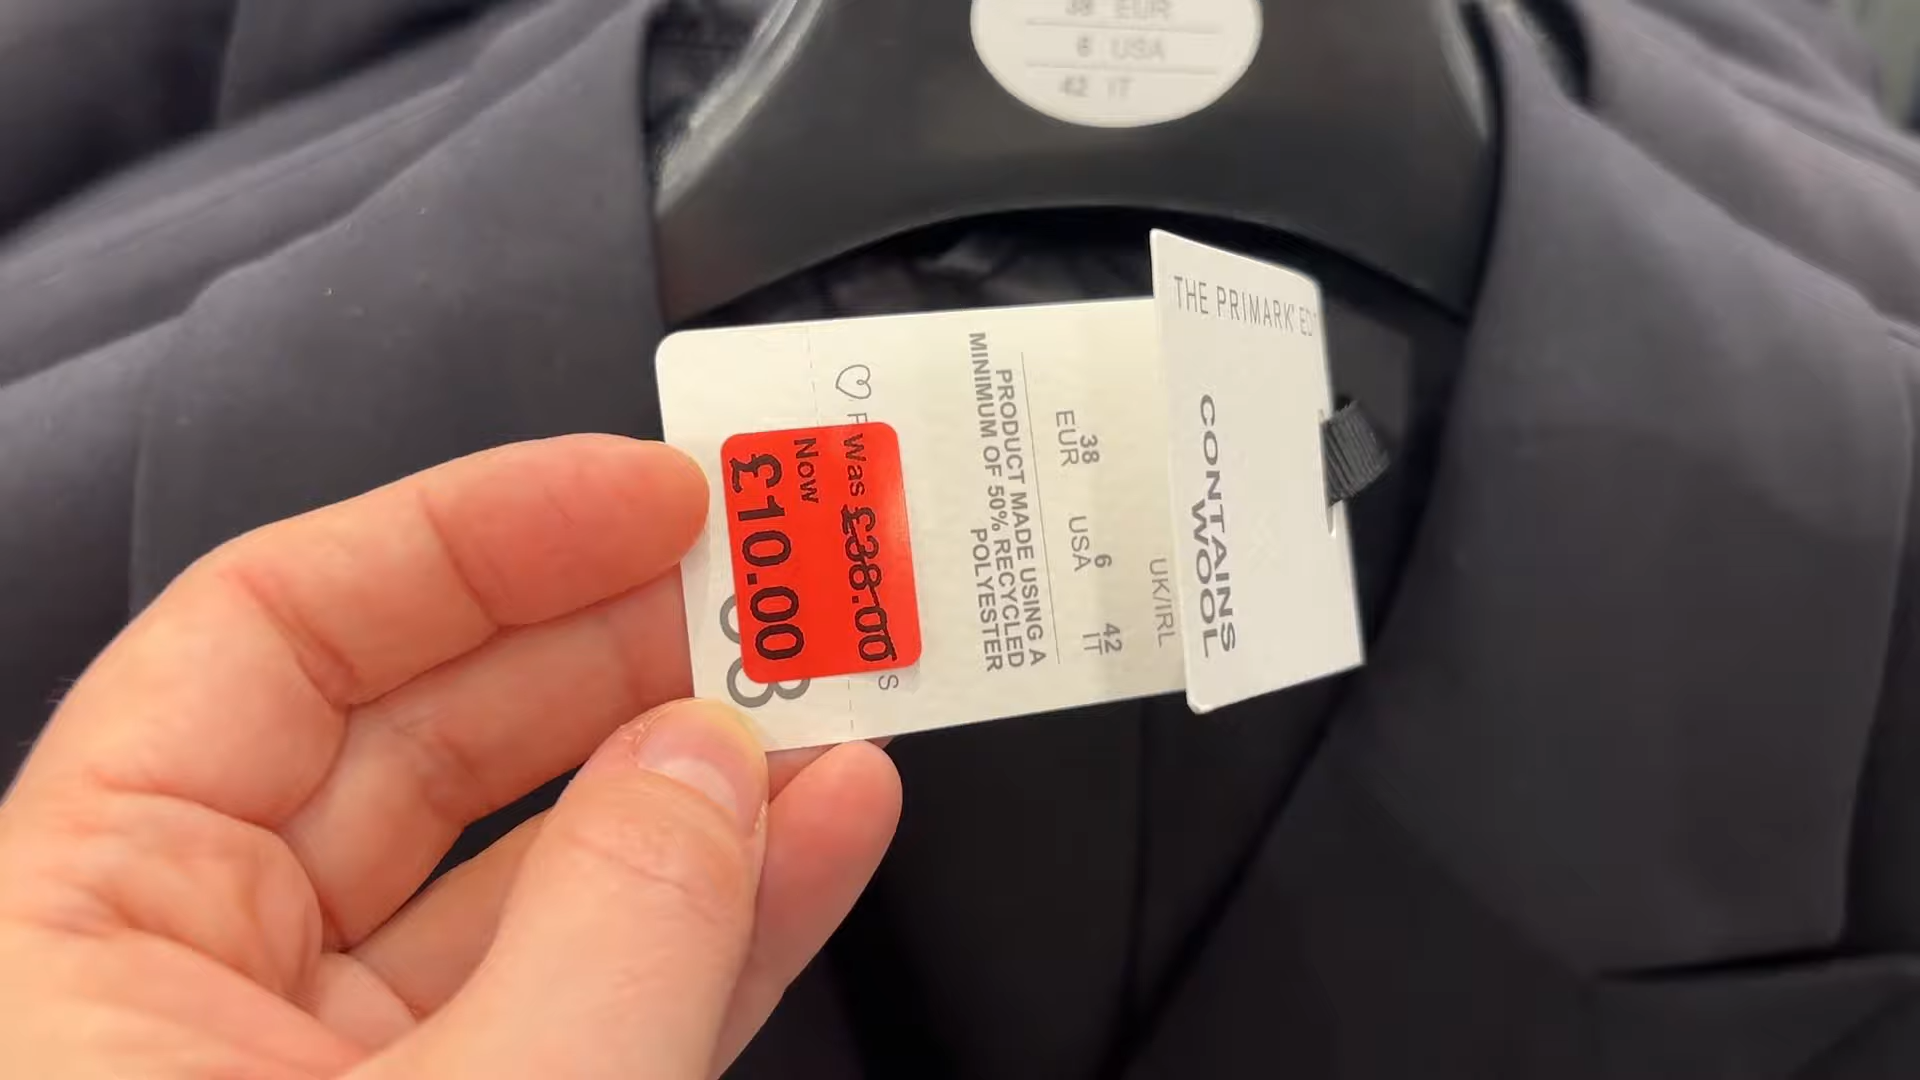 38 EUR
6 USA
42 IT
THE PRIMARK® ED
CONTAINS
WOOL
UK/IRL
38
EUR
6
USA
42
IT
PRODUCT MADE USING A
MINIMUM OF 50% RECYCLED
POLYESTER
Was £38.00
Now
£10.00